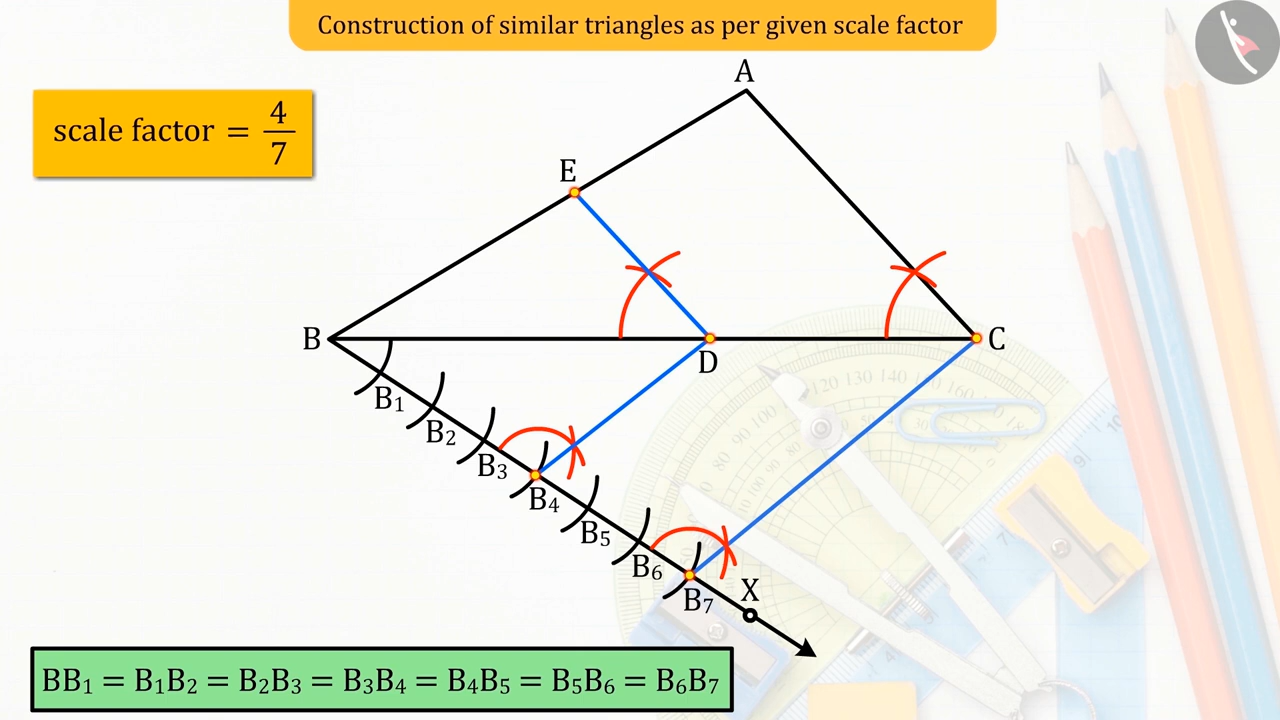 Construction of similar triangles as per given scale factor
scale factor = 4/7
A
E
B
D
C
B₁
B₂
B₃
B₄
B₅
B₆
B₇
X
BB₁ = B₁B₂ = B₂B₃ = B₃B₄ = B₄B₅ = B₅B₆ = B₆B₇